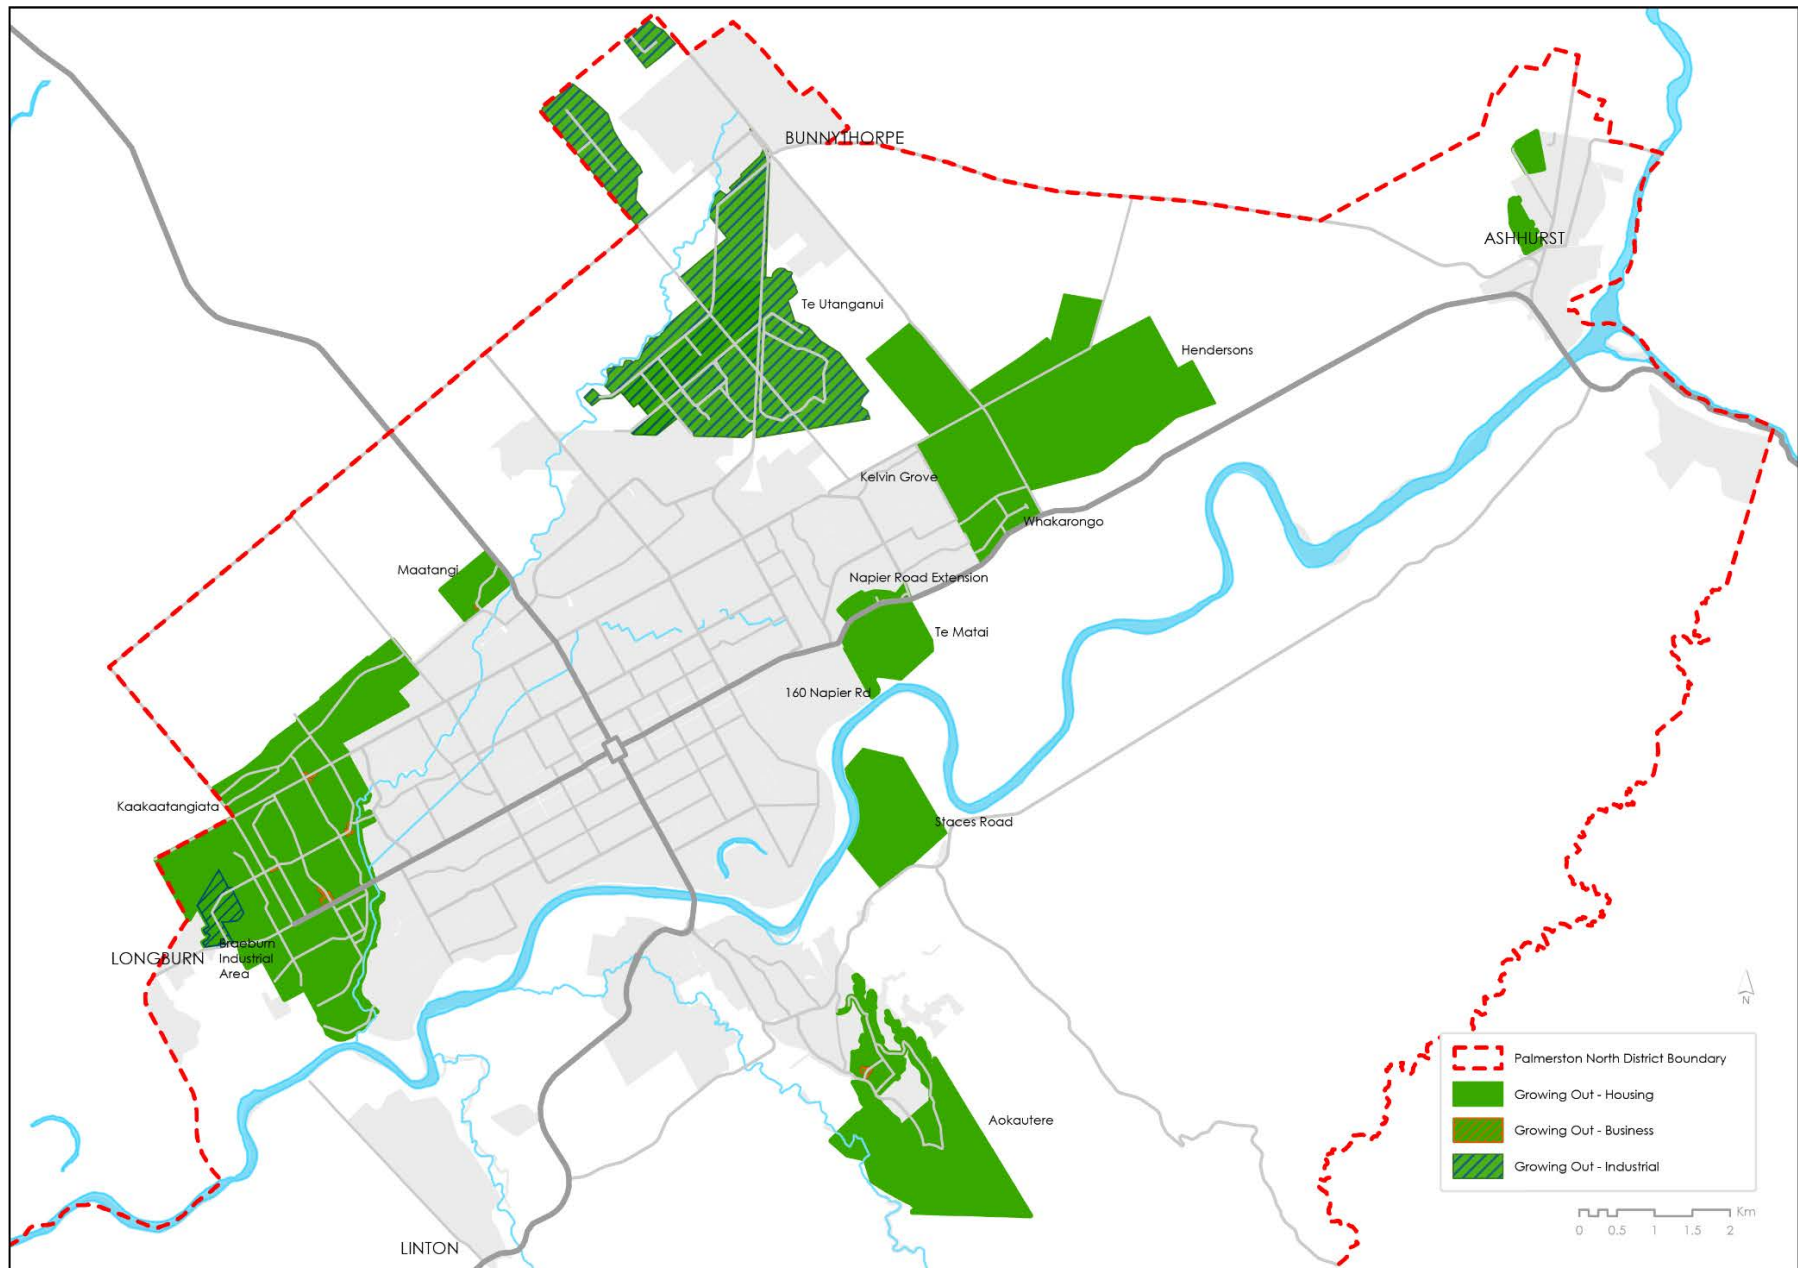 BUNNYTHORPE
ASHHURST
Te Utanganui
Hendersons
Kelvin Grove
Whakarongo
Maatangi
Napier Road Extension
Te Matai
160 Napier Rd
Kaakaatangiata
Staces Road
LONGBURN
Braeburn
Industrial
Area
Aokautere
LINTON
N
Palmerston North District Boundary
Growing Out - Housing
Growing Out - Business
Growing Out - Industrial
Km
0 0.5 1 1.5 2